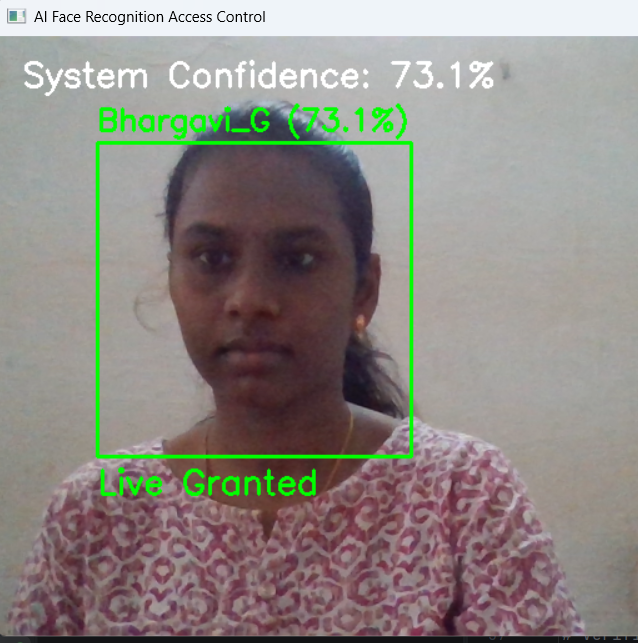 AI Face Recognition Access Control
System Confidence: 73.1%
Bhargavi_G (73.1%)
Live Granted